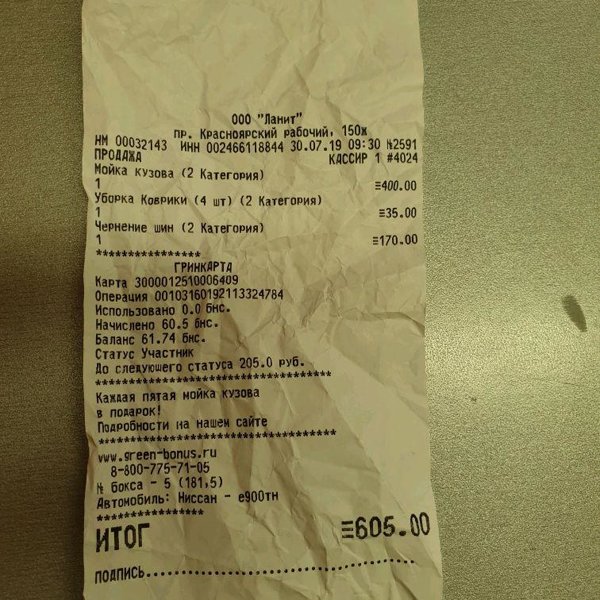 ООО "Ланит"
пр. Красноярский рабочий, 150ж
НМ 00032143 ИНН 002466118844 30.07.19 09:30 №2591
ПРОДАЖА КАССИР 1 #4024
Мойка кузова (2 Категория)
1 ≡400.00
Уборка Коврики (4 шт) (2 Категория)
1 ≡35.00
Чернение шин (2 Категория)
1 ≡170.00
****************
ГРИНКАРТА
Карта 3000012510006409
Операция 00103160192113324784
Использовано 0.0 бнс.
Начислено 60.5 бнс.
Баланс 61.74 бнс.
Статус Участник
До следующего статуса 205.0 руб.
************************************
Каждая пятая мойка кузова
в подарок!
Подробности на нашем сайте
************************************
www.green-bonus.ru
8-800-775-71-05
№ бокса - 5 (181,5)
Автомобиль: Ниссан - е900тн
****************
ИТОГ ≡605.00
ПОДПИСЬ....................................